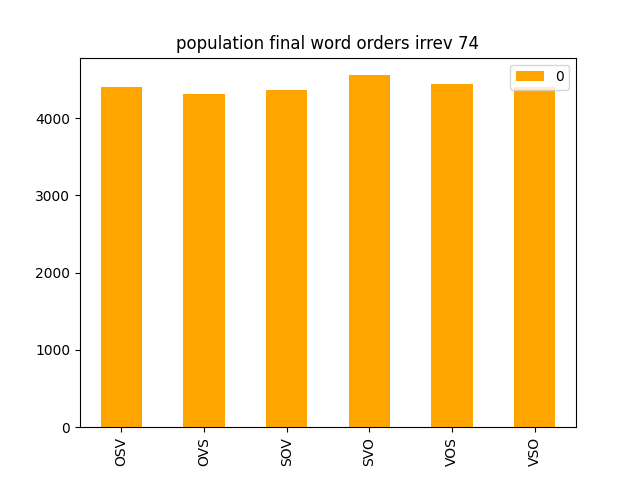 population final word orders irrev 74
0
4000
3000
2000
1000
0
OSV
OVS
SOV
SVO
VOS
VSO